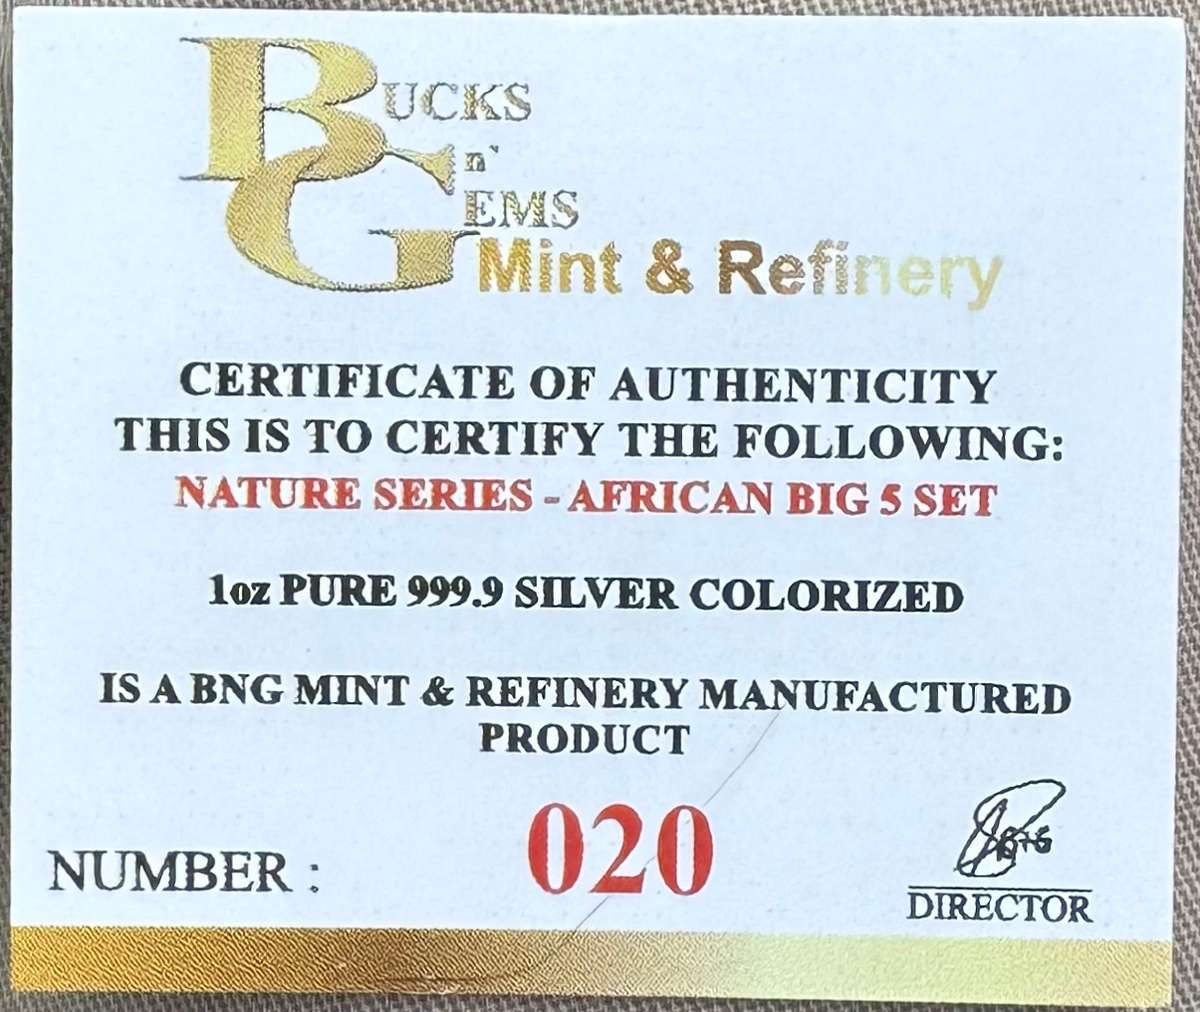 BUCKS
n'
GEMS
Mint & Refinery
CERTIFICATE OF AUTHENTICITY
THIS IS TO CERTIFY THE FOLLOWING:
NATURE SERIES - AFRICAN BIG 5 SET
1oz PURE 999.9 SILVER COLORIZED
IS A BNG MINT & REFINERY MANUFACTURED
PRODUCT
NUMBER : 020
DIRECTOR